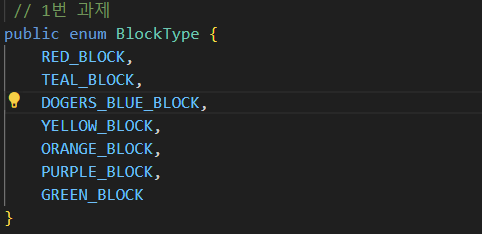 // 1번 과제
public enum BlockType {
RED_BLOCK,
TEAL_BLOCK,
DOGERS_BLUE_BLOCK,
YELLOW_BLOCK,
ORANGE_BLOCK,
PURPLE_BLOCK,
GREEN_BLOCK
}